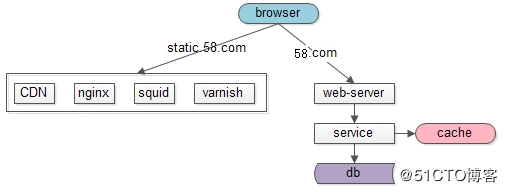 browser
static.58.com
58.com
CDN
nginx
squid
varnish
web-server
service
cache
db
@51CTO博客